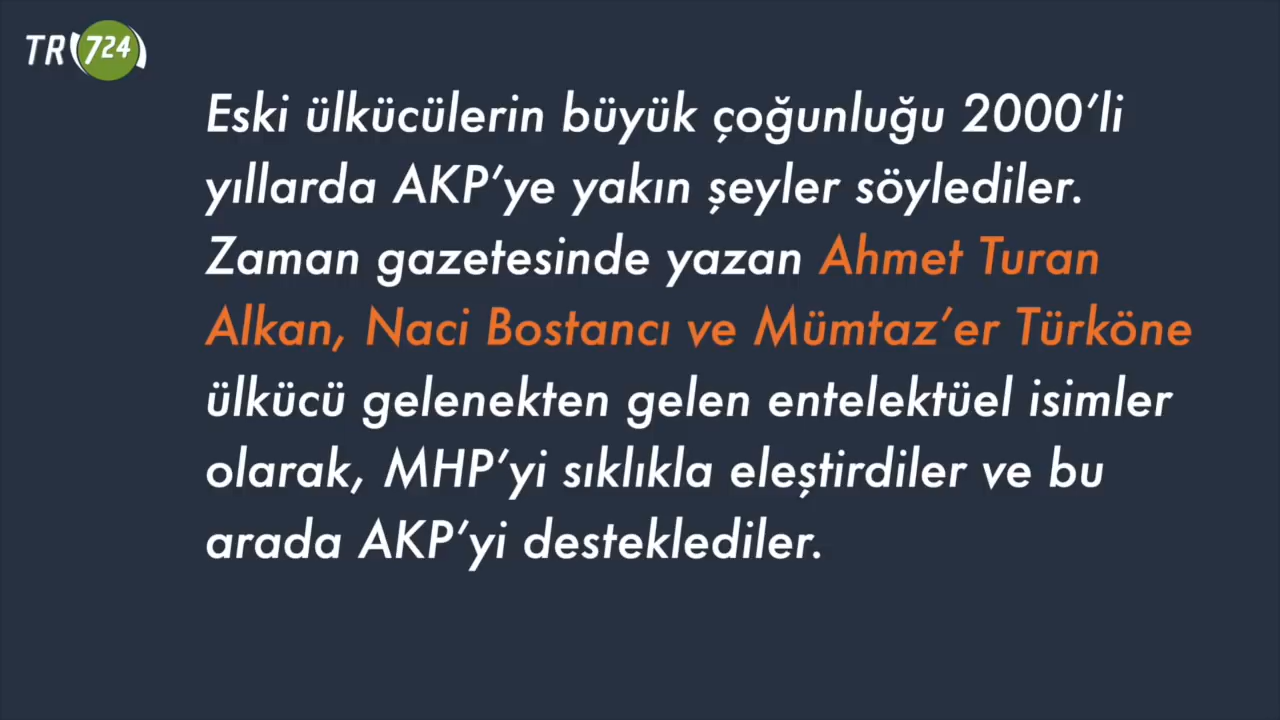 TR 724
Eski ülkücülerin büyük çoğunluğu 2000'li
yıllarda AKP'ye yakın şeyler söylediler.
Zaman gazetesinde yazan Ahmet Turan
Alkan, Naci Bostancı ve Mümtaz'er Türköne
ülkücü gelenekten gelen entelektüel isimler
olarak, MHP'yi sıklıkla eleştirdiler ve bu
arada AKP'yi desteklediler.